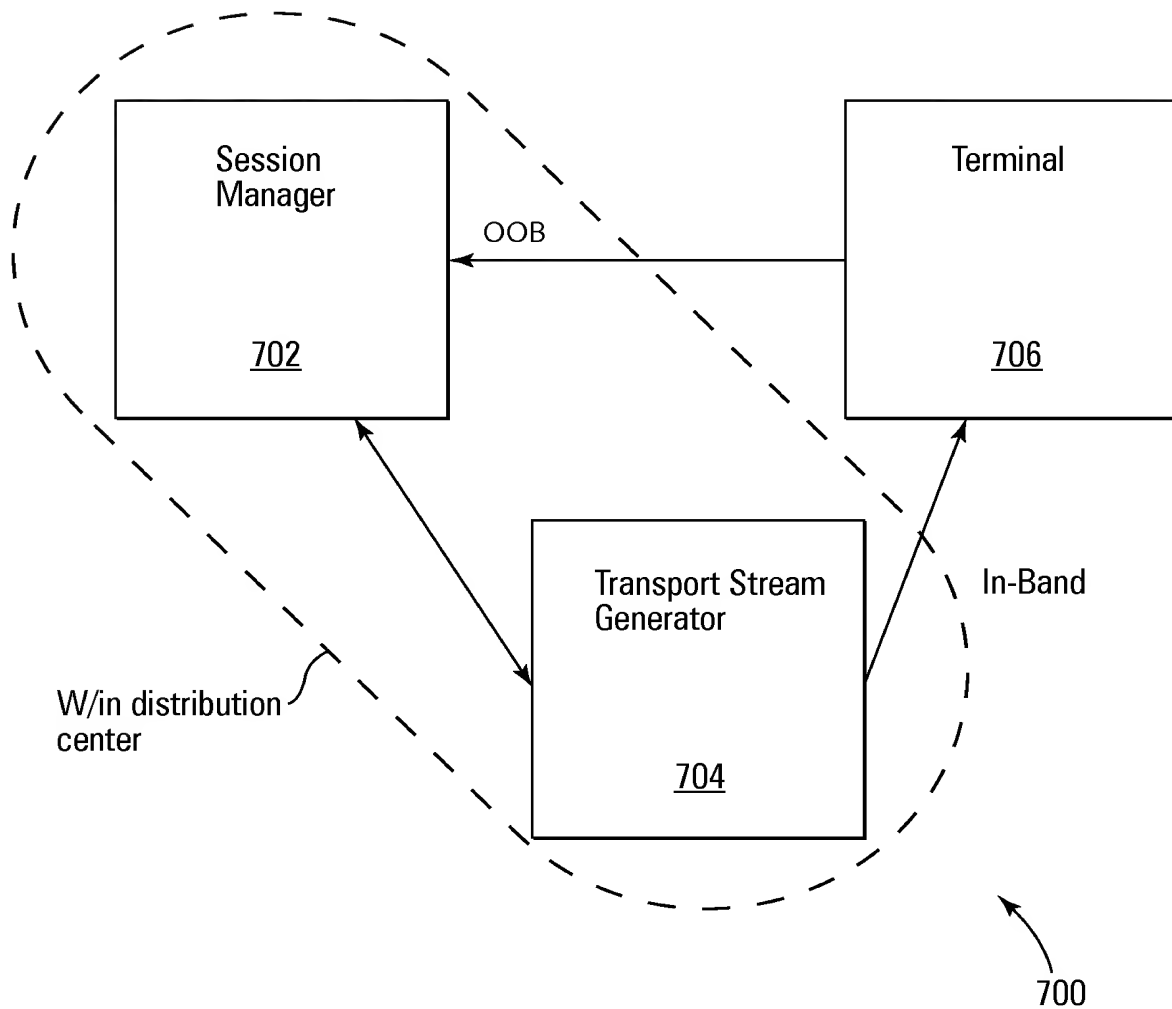 Session
Manager
702
OOB
Terminal
706
Transport Stream
Generator
704
In-Band
W/in distribution
center
700